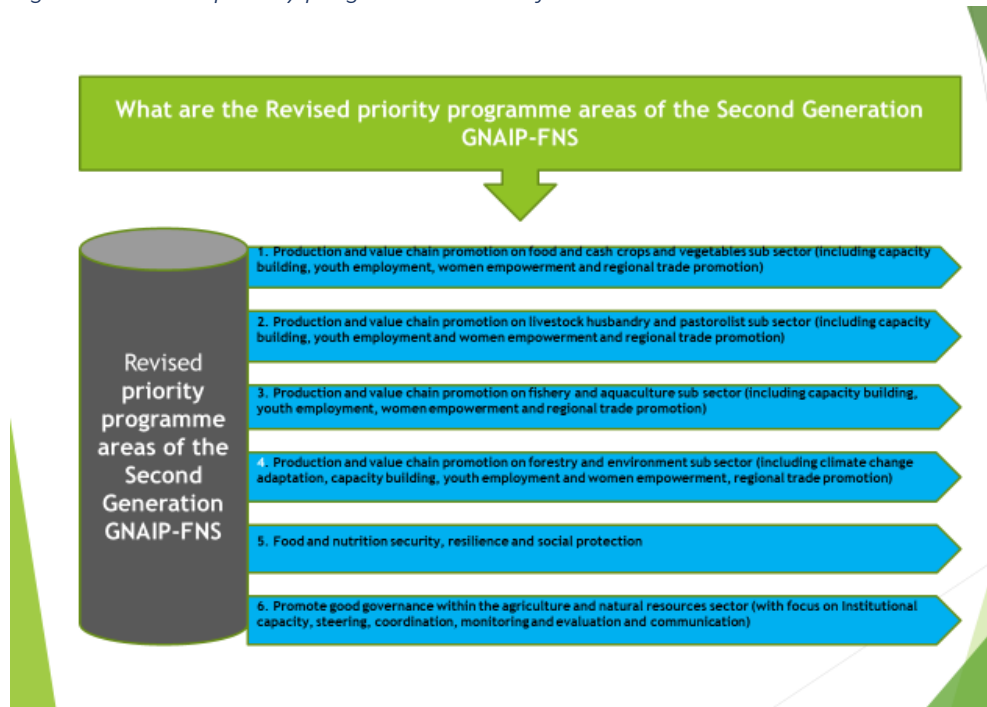 What are the Revised priority programme areas of the Second Generation
GNAIP-FNS
Revised
priority
programme
areas of the
Second
Generation
GNAIP-FNS
1. Production and value chain promotion on food and cash crops and vegetables sub sector (including capacity
building, youth employment, women empowerment and regional trade promotion)
2. Production and value chain promotion on livestock husbandry and pastorolist sub sector (including capacity
building, youth employment and women empowerment and regional trade promotion)
3. Production and value chain promotion on fishery and aquaculture sub sector (including capacity building,
youth employment, women empowerment and regional trade promotion)
4. Production and value chain promotion on forestry and environment sub sector (including climate change
adaptation, capacity building, youth employment and women empowerment, regional trade promotion)
5. Food and nutrition security, resilience and social protection
6. Promote good governance within the agriculture and natural resources sector (with focus on Institutional
capacity, steering, coordination, monitoring and evaluation and communication)